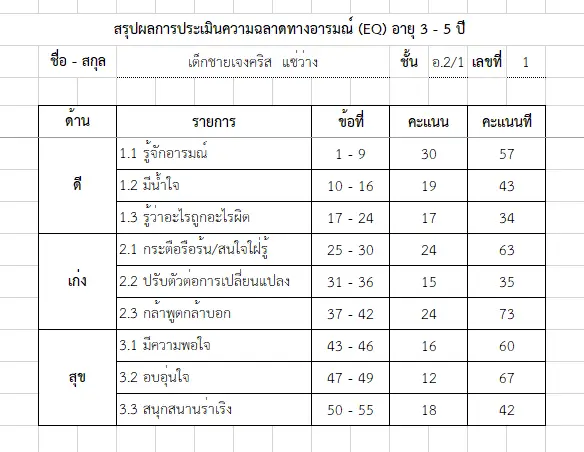 สรุปผลการประเมินความฉลาดทางอารมณ์ (EQ) อายุ 3 - 5 ปี
ชื่อ - สกุล เด็กชายเจงคริส แซ่ว่าง ชั้น อ.2/1 เลขที่ 1
ด้าน รายการ ข้อที่ คะแนน คะแนนที
ดี
1.1 รู้จักอารมณ์ 1 - 9 30 57
1.2 มีน้ำใจ 10 - 16 19 43
1.3 รู้ว่าอะไรถูกอะไรผิด 17 - 24 17 34
เก่ง
2.1 กระตือรือร้น/สนใจใฝ่รู้ 25 - 30 24 63
2.2 ปรับตัวต่อการเปลี่ยนแปลง 31 - 36 15 35
2.3 กล้าพูดกล้าบอก 37 - 42 24 73
สุข
3.1 มีความพอใจ 43 - 46 16 60
3.2 อบอุ่นใจ 47 - 49 12 67
3.3 สนุกสนานร่าเริง 50 - 55 18 42